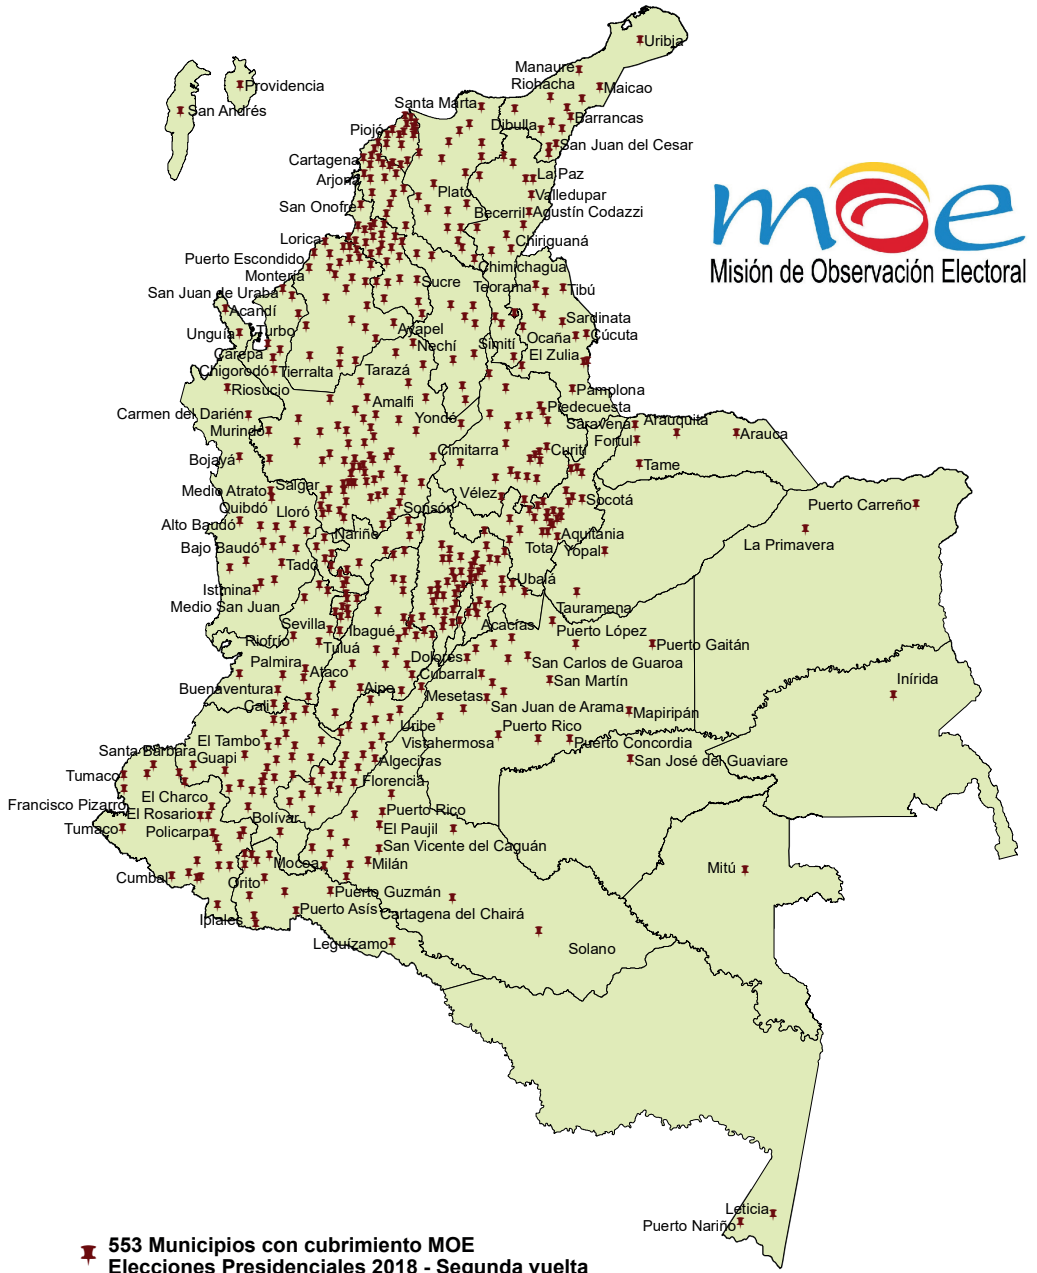 Uribia
Manaure
Riohacha
Maicao
Providencia
San Andrés
Santa Marta
Dibulla
Barrancas
Piojó
San Juan del Cesar
Cartagena
La Paz
Arjona
Plato
Valledupar
San Onofre
Becerril
Agustín Codazzi
moe
Misión de Observación Electoral
Lorica
Chiriguaná
Puerto Escondido
Chimichagua
Montería
Sucre
Teorama
Tibú
San Juan de Urabá
Acandí
Sardinata
Unguía
Turbo
Ayapel
Ocaña
Cúcuta
Nechí
Simití
Carepa
El Zulia
Chigorodó
Tierralta
Tarazá
Riosucio
Pamplona
Amalfi
Piedecuesta
Carmen del Darién
Yondó
Saravena
Arauquita
Murindó
Fortul
Arauca
Bojayá
Cimitarra
Curití
Tame
Medio Atrato
Salgar
Vélez
Socotá
Puerto Carreño
Quibdó
Lloró
Sonsón
Alto Baudó
Nariño
Aquitania
La Primavera
Bajo Baudó
Tota
Yopal
Tadó
Istmina
Ubalá
Medio San Juan
Tauramena
Sevilla
Ibagué
Acacías
Puerto López
Riofrío
Tuluá
Puerto Gaitán
Palmira
Ataco
Dolores
San Carlos de Guaroa
Cubarral
San Martín
Inírida
Buenaventura
Aipe
Mesetas
Cali
San Juan de Arama
Mapiripán
Uribe
Puerto Rico
El Tambo
Vistahermosa
Puerto Concordia
Santa Bárbara
Guapi
Algeciras
San José del Guaviare
Tumaco
Florencia
El Charco
Francisco Pizarro
El Rosario
Bolívar
Puerto Rico
Tumaco
Policarpa
El Paujil
San Vicente del Caguán
Mocoa
Milán
Mitú
Cumbal
Orito
Puerto Guzmán
Ipiales
Puerto Asís
Cartagena del Chairá
Leguízamo
Solano
Leticia
Puerto Nariño
553 Municipios con cubrimiento MOE
Elecciones Presidenciales 2018 - Segunda vuelta